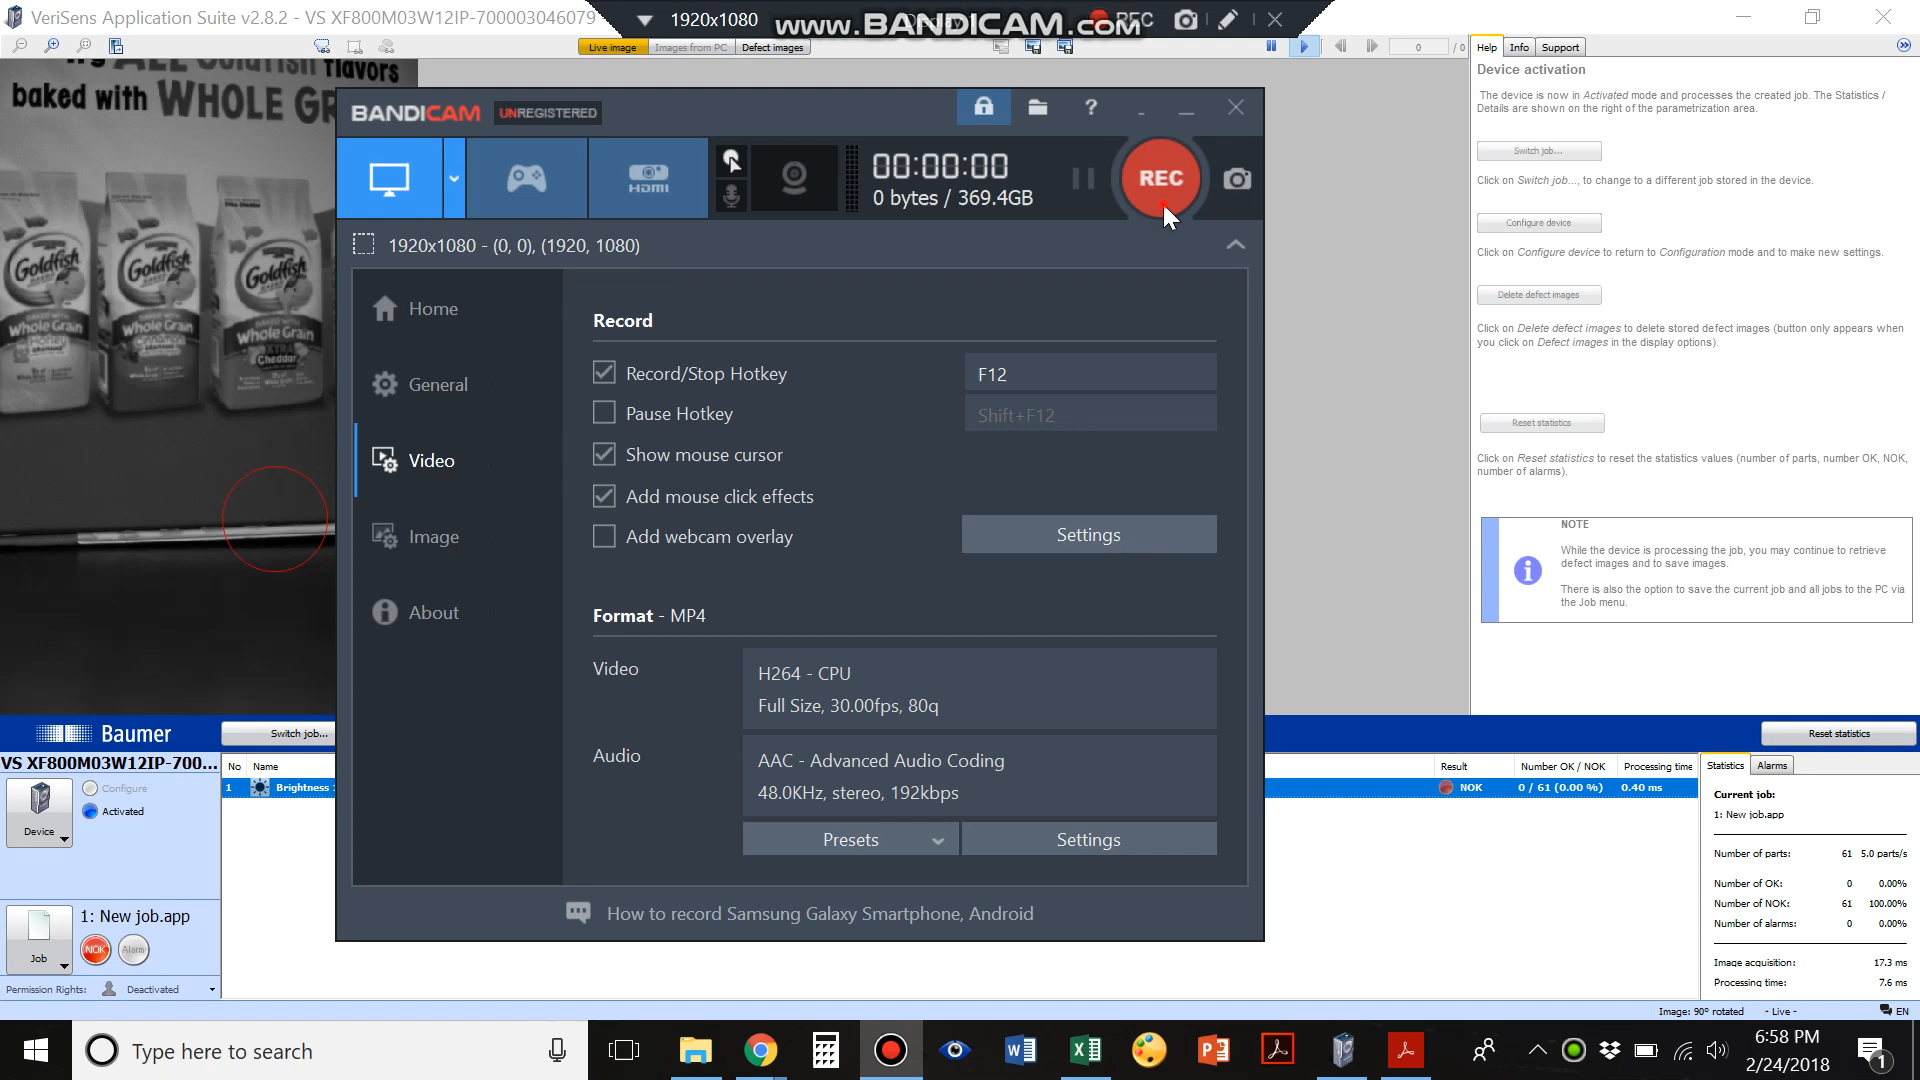 VeriSens Application Suite v2.8.2 - VS XF800M03W12IP-700003046079
1920x1080
www.BANDICAM.com
REC
Live image
Images from PC
Defect images
0
/ 0
Help
Info
Support
ALL Goldfish flavors
baked with WHOLE GR
Goldfish
Goldfish
Goldfish
Whole Grain
Whole Grain
Whole Grain
Cheddar
BANDICAM
UNREGISTERED
?
HDMI
00:00:00
0 bytes / 369.4GB
REC
1920x1080 - (0, 0), (1920, 1080)
Home
General
Video
Image
About
Record
Record/Stop Hotkey
F12
Pause Hotkey
Shift+F12
Show mouse cursor
Add mouse click effects
Add webcam overlay
Settings
Format - MP4
Video
H264 - CPU
Full Size, 30.00fps, 80q
Audio
AAC - Advanced Audio Coding
48.0KHz, stereo, 192kbps
Presets
Settings
How to record Samsung Galaxy Smartphone, Android
Device activation
The device is now in Activated mode and processes the created job. The Statistics /
Details are shown on the right of the parametrization area.
Switch job...
Click on Switch job..., to change to a different job stored in the device.
Configure device
Click on Configure device to return to Configuration mode and to make new settings.
Delete defect images
Click on Delete defect images to delete stored defect images (button only appears when
you click on Defect images in the display options).
Reset statistics
Click on Reset statistics to reset the statistics values (number of parts, number OK, NOK,
number of alarms).
NOTE
While the device is processing the job, you may continue to retrieve
defect images and to save images.
There is also the option to save the current job and all jobs to the PC via
the Job menu.
Baumer
Switch job...
Reset statistics
VS XF800M03W12IP-700...
Device
Configure
Activated
Job
1: New job.app
NOK
Alarm
Permission Rights:
Deactivated
No
Name
1
Brightness
Result
Number OK / NOK
Processing time
NOK
0 / 61 (0.00 %)
0.40 ms
Statistics
Alarms
Current job:
1: New job.app
Number of parts: 61 5.0 parts/s
Number of OK: 0 0.00%
Number of NOK: 61 100.00%
Number of alarms: 0 0.00%
Image acquisition: 17.3 ms
Processing time: 7.6 ms
Image: 90º rotated
- Live -
EN
Type here to search
6:58 PM
2/24/2018
1